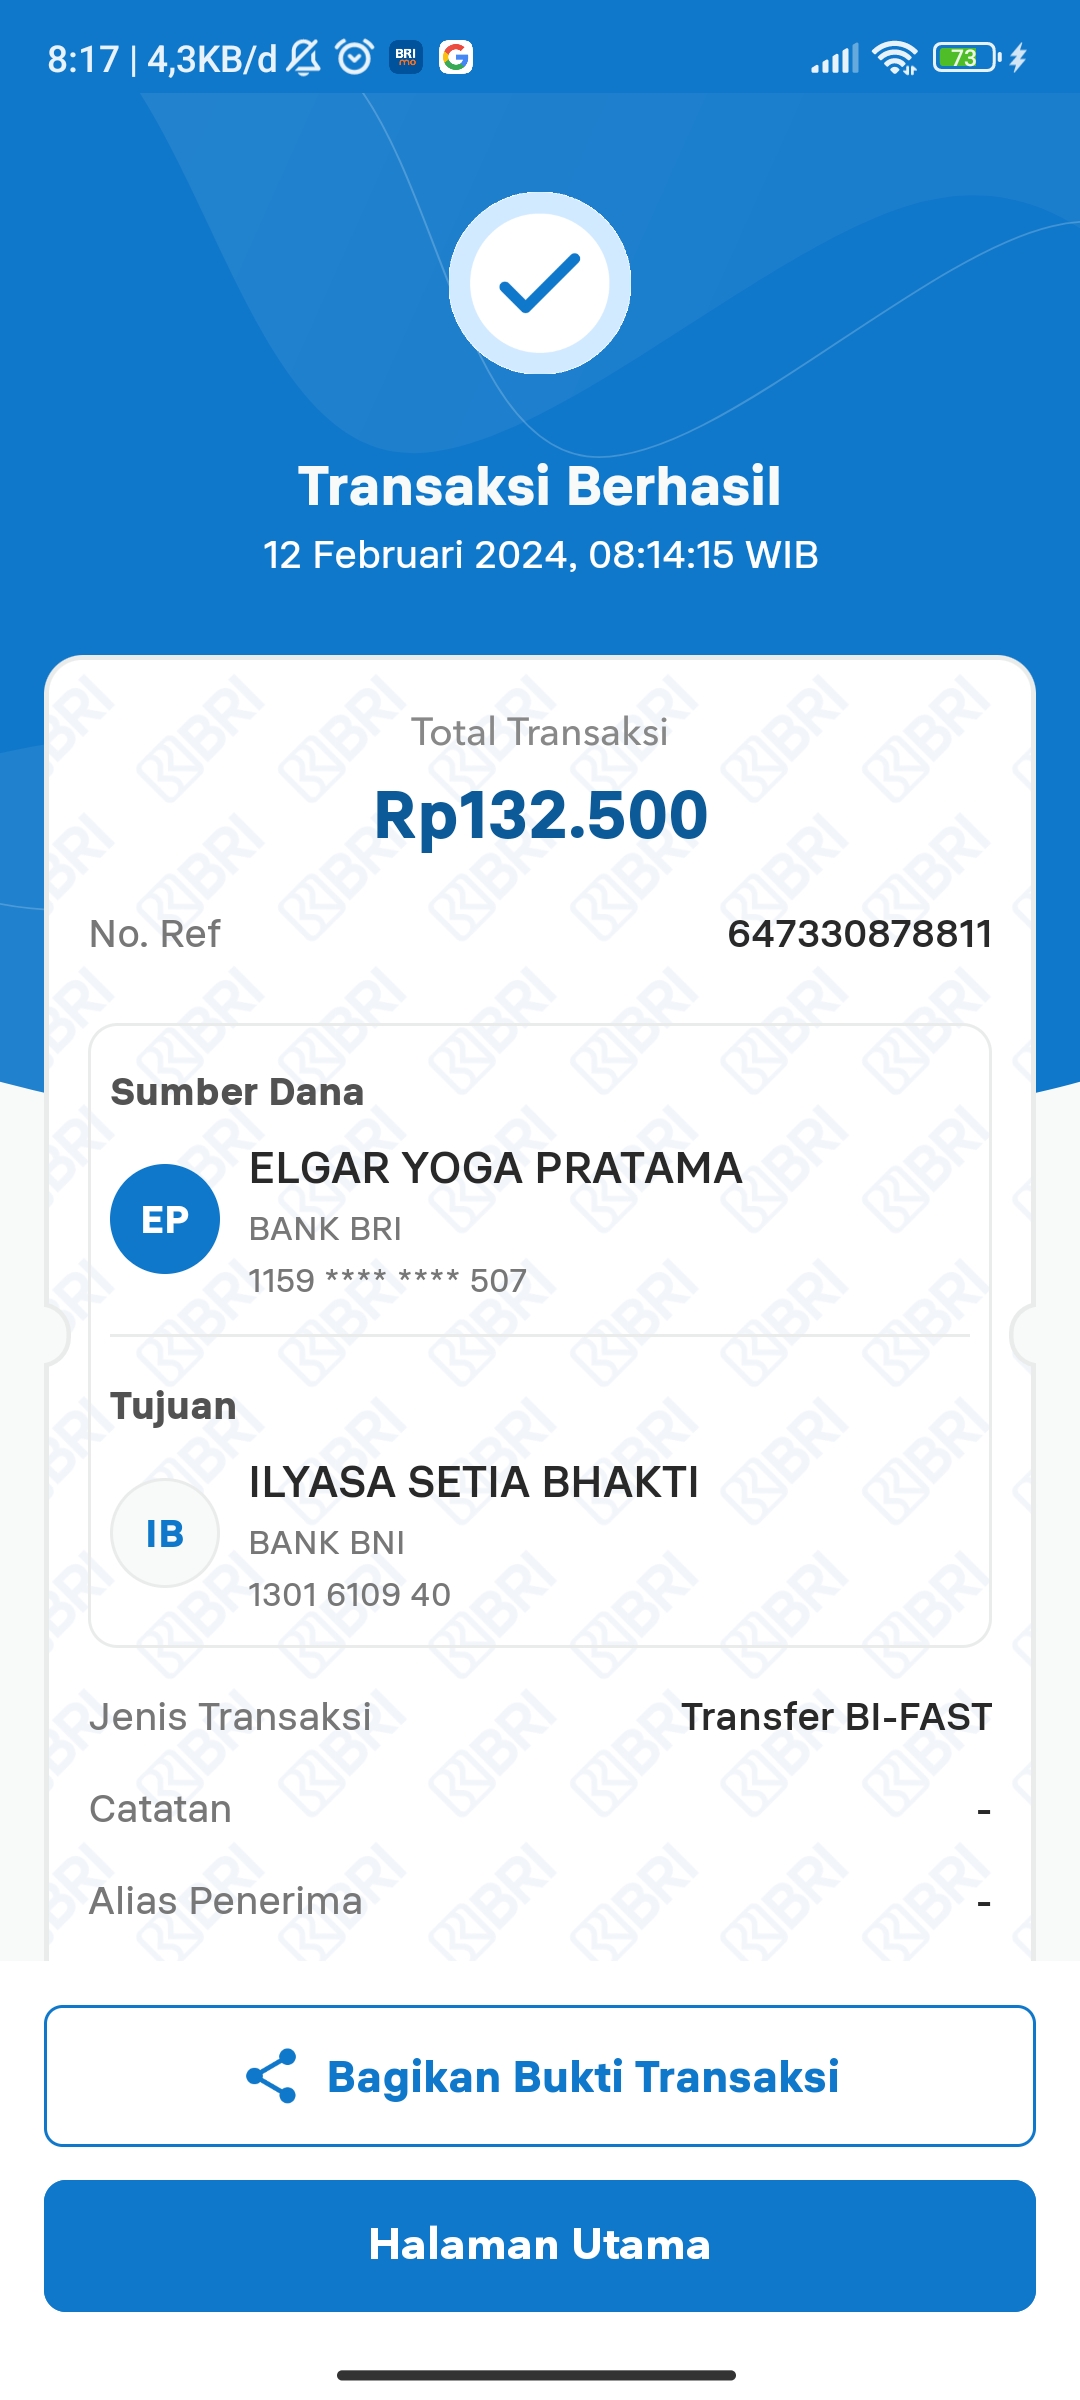 8:17 | 4,3KB/d BRI mo G 73
Transaksi Berhasil
12 Februari 2024, 08:14:15 WIB
Total Transaksi
Rp132.500
No. Ref 647330878811
Sumber Dana
ELGAR YOGA PRATAMA
EP
BANK BRI
1159 **** **** 507
Tujuan
ILYASA SETIA BHAKTI
IB
BANK BNI
1301 6109 40
Jenis Transaksi Transfer BI-FAST
Catatan -
Alias Penerima -
Bagikan Bukti Transaksi
Halaman Utama